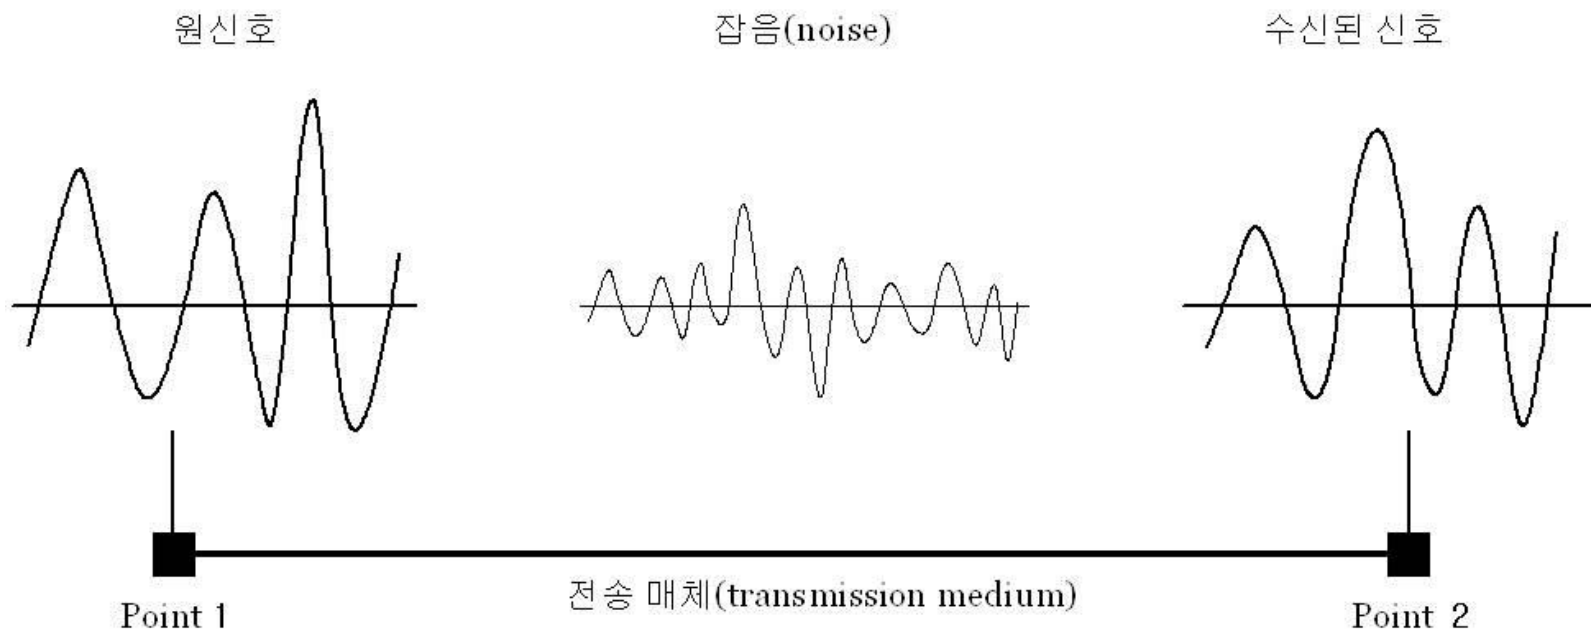 원신호
잡음(noise)
수신된 신호
전송 매체(transmission medium)
Point 1
Point 2